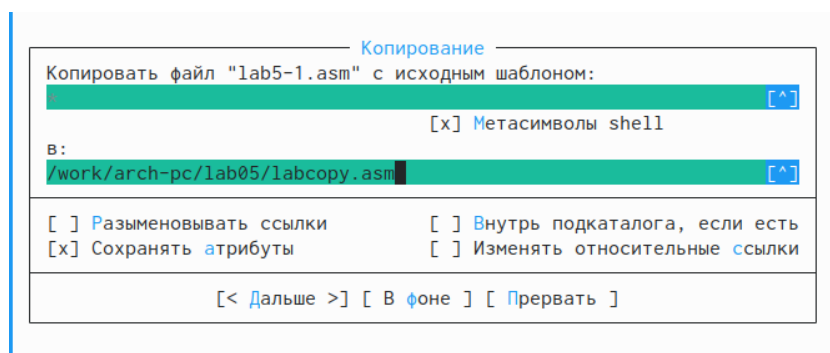 Копирование
Копировать файл "lab5-1.asm" с исходным шаблоном:
* [^]
[x] Метасимволы shell
в:
/work/arch-pc/lab05/labcopy.asm [^]
[ ] Разыменовывать ссылки [ ] Внутрь подкаталога, если есть
[x] Сохранять атрибуты [ ] Изменять относительные ссылки
[< Дальше >] [ В фоне ] [ Прервать ]